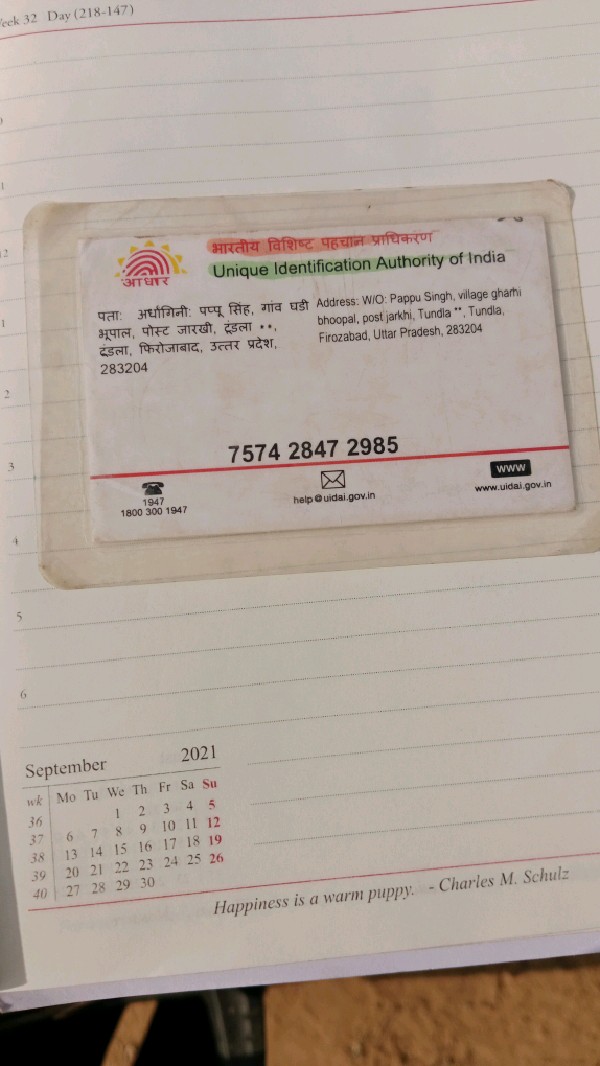 Week 32 Day (218-147)
भारतीय विशिष्ट पहचान प्राधिकरण
Unique Identification Authority of India
आधार
पता: अर्धांगिनी: पप्पू सिंह, गांव घडी
भूपाल, पोस्ट जारखी, टूंडला **,
टूंडला, फिरोजाबाद, उत्तर प्रदेश,
283204
Address: W/O: Pappu Singh, village gharhi
bhoopal, post jarkhi, Tundla **, Tundla,
Firozabad, Uttar Pradesh, 283204
7574 2847 2985
1947
1800 300 1947
help@uidai.gov.in
www
www.uidai.gov.in
12
1
2
3
4
5
6
September 2021
wk Mo Tu We Th Fr Sa Su
36 1 2 3 4 5
37 6 7 8 9 10 11 12
38 13 14 15 16 17 18 19
39 20 21 22 23 24 25 26
40 27 28 29 30
Happiness is a warm puppy. - Charles M. Schulz